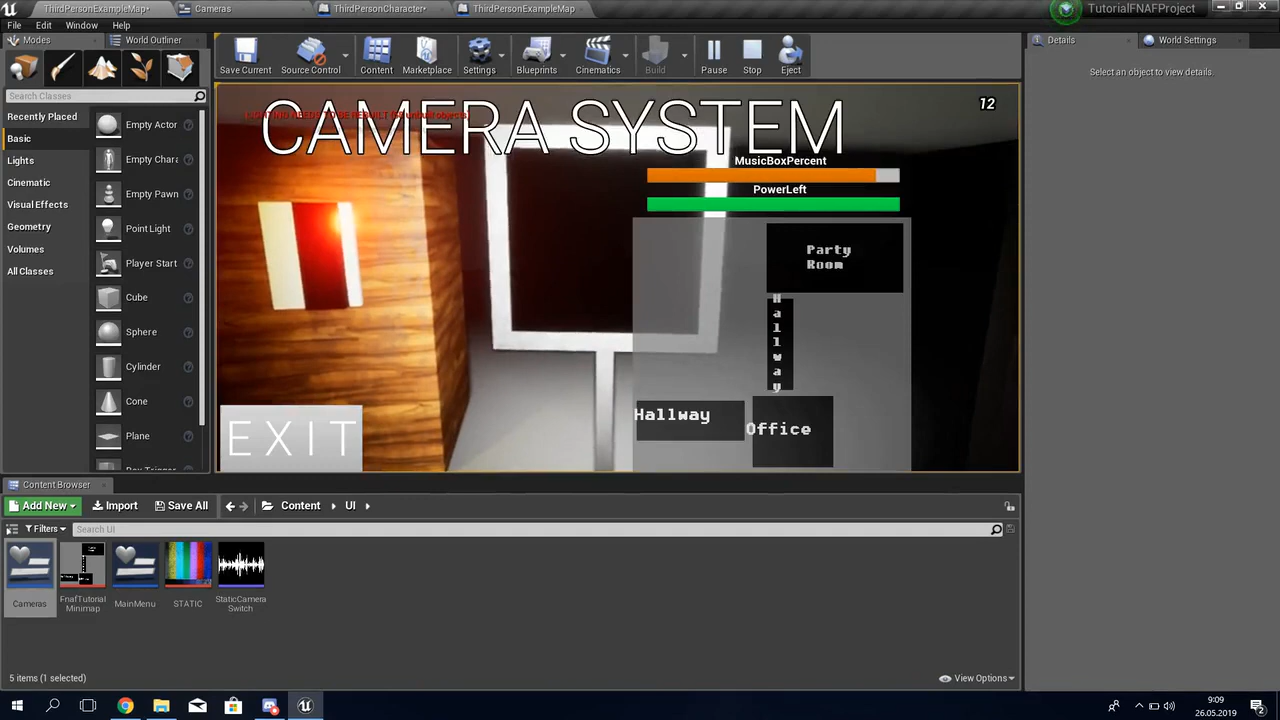 ThirdPersonExampleMap*
Cameras
ThirdPersonCharacter*
ThirdPersonExampleMap
TutorialFNAFProject
File Edit Window Help
Modes
World Outliner
Search Classes
Recently Placed
Basic
Lights
Cinematic
Visual Effects
Geometry
Volumes
All Classes
Empty Actor
Empty Chara
Empty Pawn
Point Light
Player Start
Cube
Sphere
Cylinder
Cone
Plane
Save Current
Source Control
Content
Marketplace
Settings
Blueprints
Cinematics
Build
Pause
Stop
Eject
CAMERA SYSTEM
12
MusicBoxPercent
PowerLeft
Party
Room
Hallway
Hallway
Office
EXIT
Details
World Settings
Select an object to view details.
Content Browser
Add New
Import
Save All
Content
UI
Filters
Search UI
Cameras
FnafTutorial
Minimap
MainMenu
STATIC
StaticCamera
Switch
5 items (1 selected)
View Options
9:09
26.05.2019
2